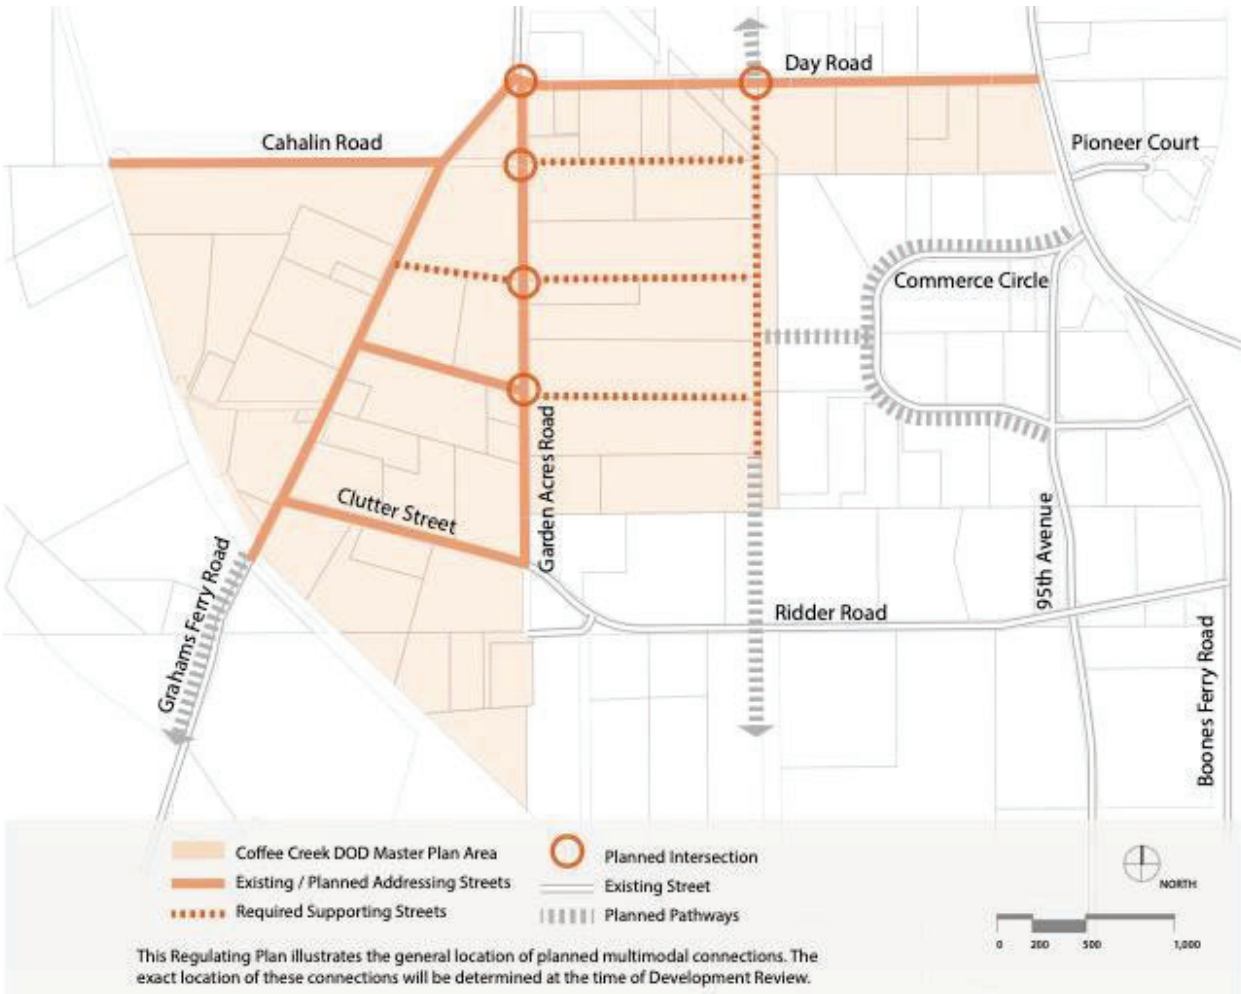 Day Road
Cahalin Road
Pioneer Court
Commerce Circle
Garden Acres Road
Clutter Street
95th Avenue
Grahams Ferry Road
Ridder Road
Boones Ferry Road
Coffee Creek DOD Master Plan Area
Existing / Planned Addressing Streets
Required Supporting Streets
Planned Intersection
Existing Street
Planned Pathways
NORTH
0 200 500 1,000
This Regulating Plan illustrates the general location of planned multimodal connections. The
exact location of these connections will be determined at the time of Development Review.